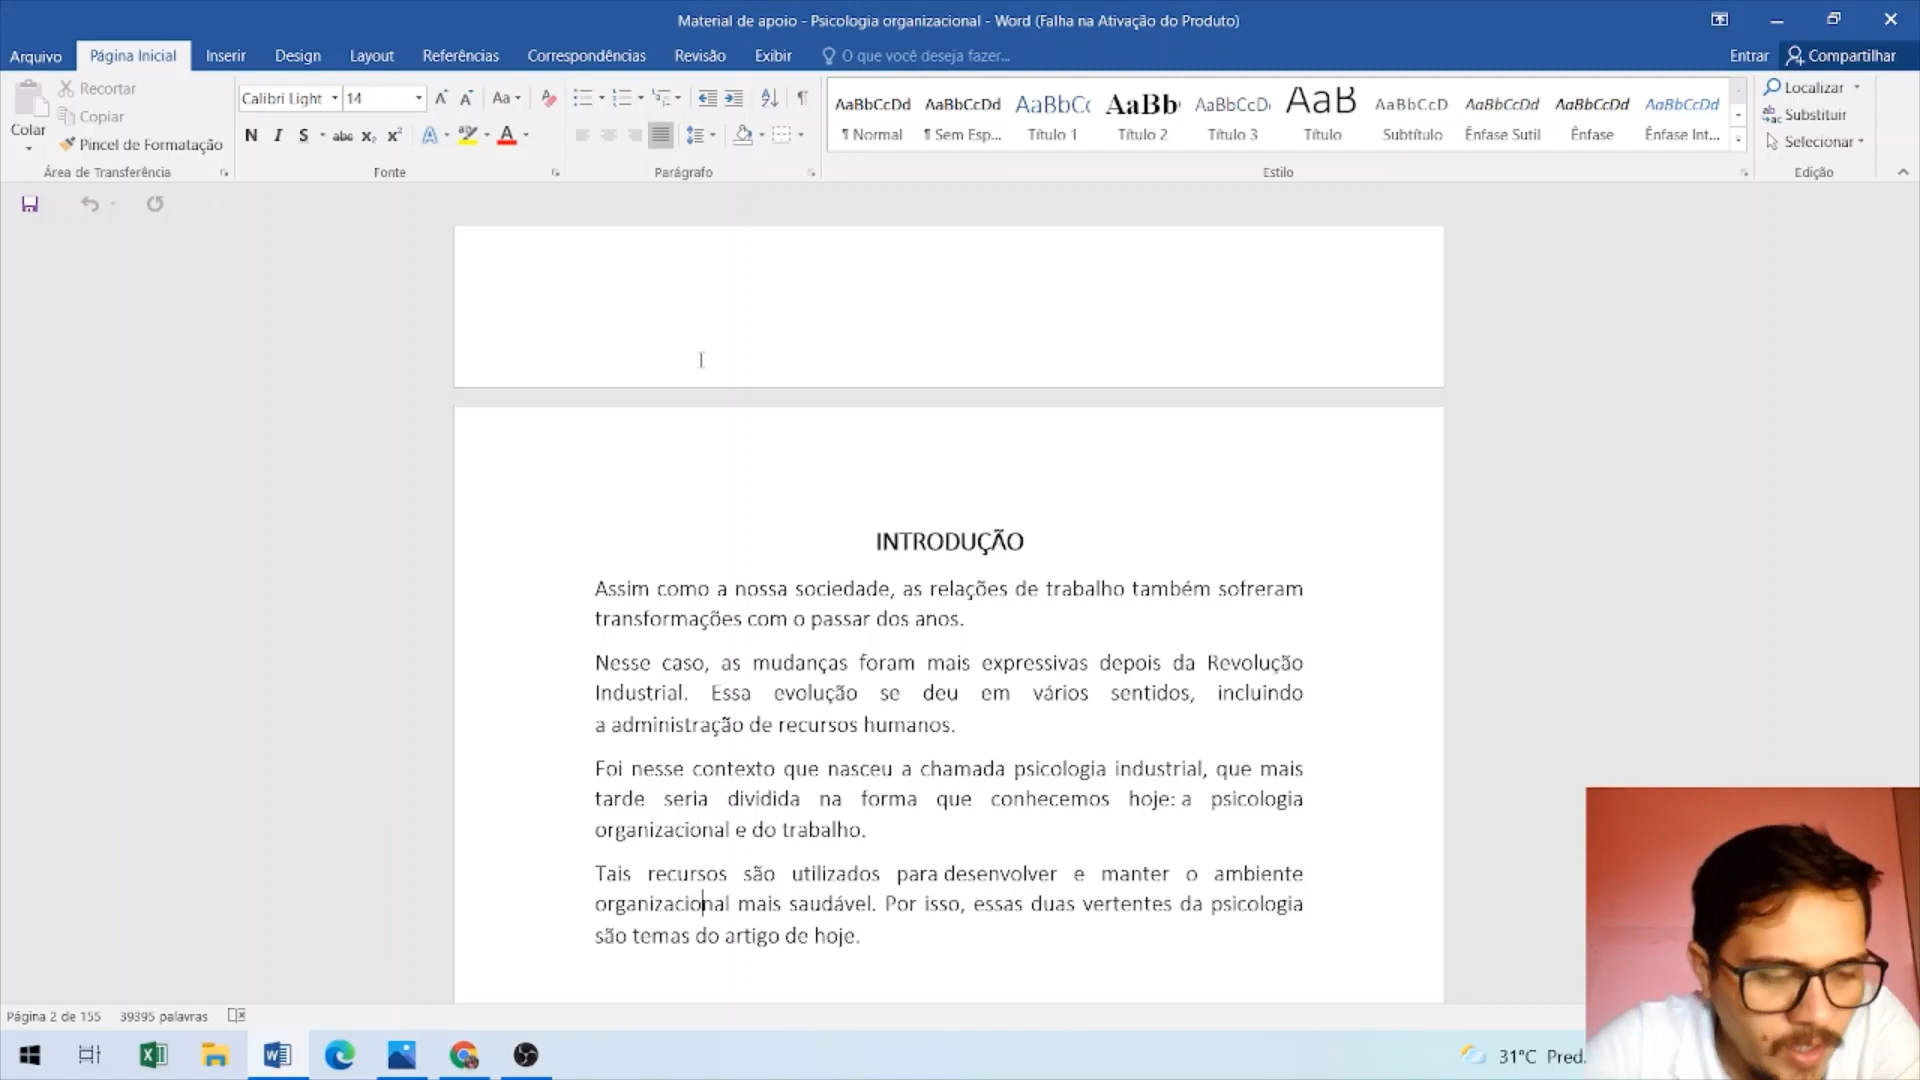 Material de apoio - Psicologia organizacional - Word (Falha na Ativação do Produto)
Arquivo Página Inicial Inserir Design Layout Referências Correspondências Revisão Exibir O que você deseja fazer... Entrar Compartilhar
Colar
Recortar
Copiar
Pincel de Formatação
Área de Transferência
Calibri Light 14 Aa
N I S abc x₂ x² A A
Fonte
Parágrafo
AaBbCcDd AaBbCcDd AaBbCc AaBb AaBbCcD AaB AaBbCcD AaBbCcDd AaBbCcDd AaBbCcDd
¶ Normal ¶ Sem Esp... Título 1 Título 2 Título 3 Título Subtítulo Ênfase Sutil Ênfase Ênfase Int...
Estilo
Localizar
Substituir
Selecionar
Edição
INTRODUÇÃO
Assim como a nossa sociedade, as relações de trabalho também sofreram
transformações com o passar dos anos.
Nesse caso, as mudanças foram mais expressivas depois da Revolução
Industrial. Essa evolução se deu em vários sentidos, incluindo
a administração de recursos humanos.
Foi nesse contexto que nasceu a chamada psicologia industrial, que mais
tarde seria dividida na forma que conhecemos hoje: a psicologia
organizacional e do trabalho.
Tais recursos são utilizados para desenvolver e manter o ambiente
organizacional mais saudável. Por isso, essas duas vertentes da psicologia
são temas do artigo de hoje.
Página 2 de 155 39395 palavras
31°C Pred.